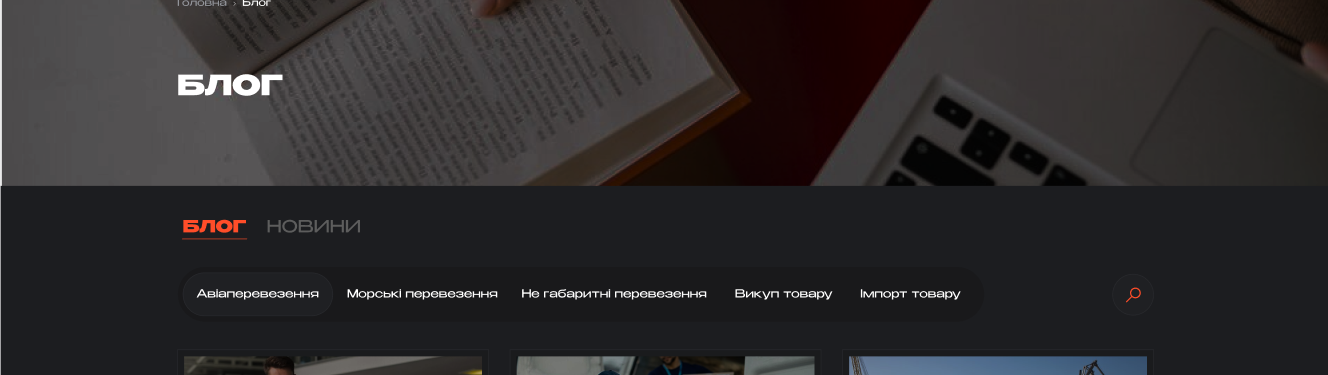 Головна › Блог
БЛОГ
БЛОГ НОВИНИ
Авіаперевезення Морські перевезення Не габаритні перевезення Викуп товару Імпорт товару